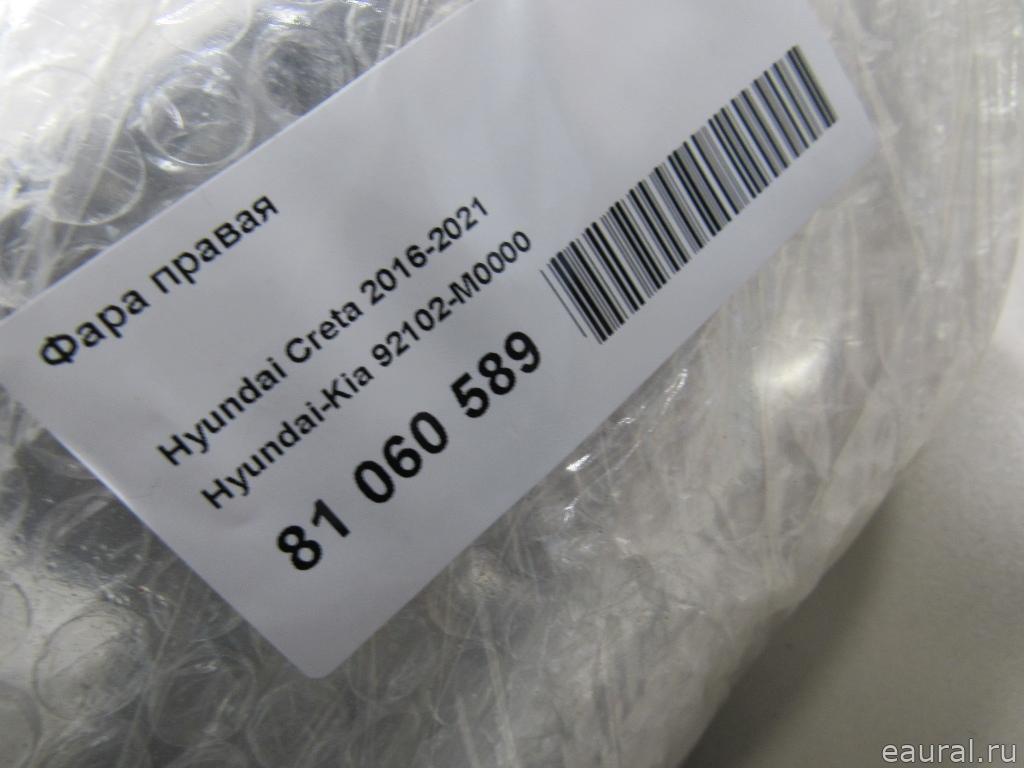 Фара правая
Hyundai Creta 2016-2021
Hyundai-Kia 92102-M0000
81 060 589
eaural.ru